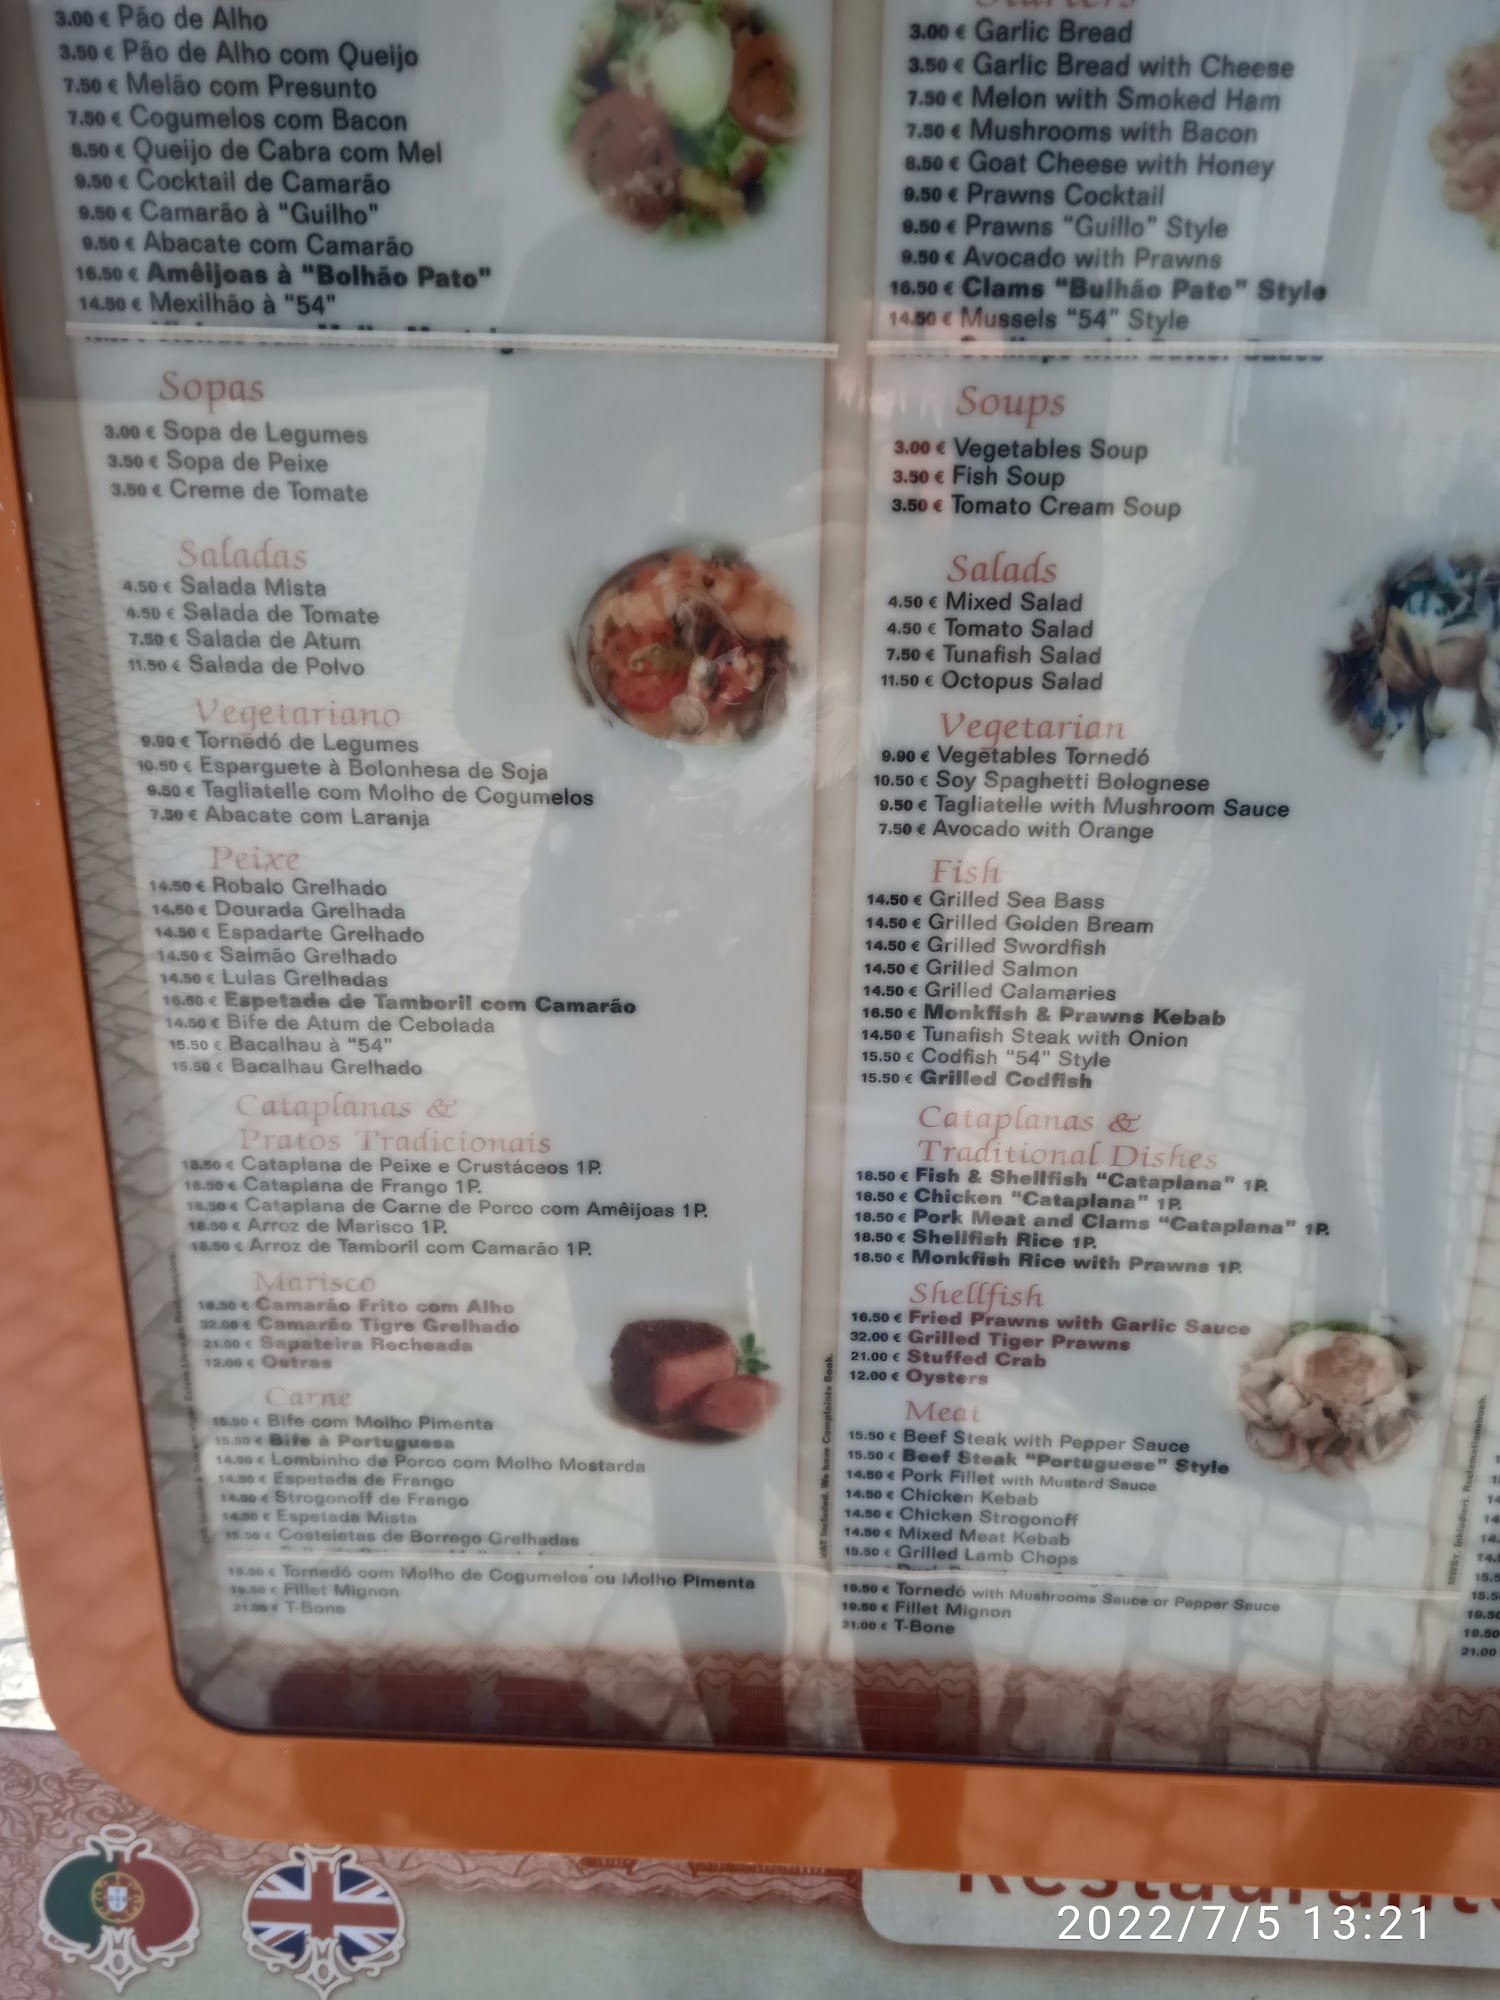 3.00 € Pão de Alho
3.50 € Pão de Alho com Queijo
7.50 € Melão com Presunto
7.50 € Cogumelos com Bacon
8.50 € Queijo de Cabra com Mel
9.50 € Cocktail de Camarão
9.50 € Camarão à "Guilho"
9.50 € Abacate com Camarão
16.50 € Amêijoas à "Bolhão Pato"
14.50 € Mexilhão à "54"
Sopas
3.00 € Sopa de Legumes
3.50 € Sopa de Peixe
3.50 € Creme de Tomate
Saladas
4.50 € Salada Mista
4.50 € Salada de Tomate
7.50 € Salada de Atum
11.50 € Salada de Polvo
Vegetariano
9.90 € Tornedó de Legumes
10.50 € Esparguete à Bolonhesa de Soja
9.50 € Tagliatelle com Molho de Cogumelos
7.50 € Abacate com Laranja
Peixe
14.50 € Robalo Grelhado
14.50 € Dourada Grelhada
14.50 € Espadarte Grelhado
14.50 € Salmão Grelhado
14.50 € Lulas Grelhadas
16.50 € Espetada de Tamboril com Camarão
14.50 € Bife de Atum de Cebolada
15.50 € Bacalhau à "54"
15.50 € Bacalhau Grelhado
Cataplanas &
Pratos Tradicionais
18.50 € Cataplana de Peixe e Crustáceos 1P.
18.50 € Cataplana de Frango 1P.
18.50 € Cataplana de Carne de Porco com Amêijoas 1P.
18.50 € Arroz de Marisco 1P.
18.50 € Arroz de Tamboril com Camarão 1P.
Marisco
16.50 € Camarão Frito com Alho
32.00 € Camarão Tigre Grelhado
21.00 € Sapateira Recheada
12.00 € Ostras
Carne
15.50 € Bife com Molho Pimenta
15.50 € Bife à Portuguesa
14.50 € Lombinho de Porco com Molho Mostarda
14.50 € Espetada de Frango
14.50 € Strogonoff de Frango
14.50 € Espetada Mista
15.50 € Costeletas de Borrego Grelhadas
19.50 € Tornedó com Molho de Cogumelos ou Molho Pimenta
19.50 € Fillet Mignon
21.00 € T-Bone
Starters
3.00 € Garlic Bread
3.50 € Garlic Bread with Cheese
7.50 € Melon with Smoked Ham
7.50 € Mushrooms with Bacon
8.50 € Goat Cheese with Honey
9.50 € Prawns Cocktail
9.50 € Prawns "Guillo" Style
9.50 € Avocado with Prawns
16.50 € Clams "Bulhão Pato" Style
14.50 € Mussels "54" Style
Soups
3.00 € Vegetables Soup
3.50 € Fish Soup
3.50 € Tomato Cream Soup
Salads
4.50 € Mixed Salad
4.50 € Tomato Salad
7.50 € Tunafish Salad
11.50 € Octopus Salad
Vegetarian
9.90 € Vegetables Tornedó
10.50 € Soy Spaghetti Bolognese
9.50 € Tagliatelle with Mushroom Sauce
7.50 € Avocado with Orange
Fish
14.50 € Grilled Sea Bass
14.50 € Grilled Golden Bream
14.50 € Grilled Swordfish
14.50 € Grilled Salmon
14.50 € Grilled Calamaries
16.50 € Monkfish & Prawns Kebab
14.50 € Tunafish Steak with Onion
15.50 € Codfish "54" Style
15.50 € Grilled Codfish
Cataplanas &
Traditional Dishes
18.50 € Fish & Shellfish "Cataplana" 1P.
18.50 € Chicken "Cataplana" 1P.
18.50 € Pork Meat and Clams "Cataplana" 1P.
18.50 € Shellfish Rice 1P.
18.50 € Monkfish Rice with Prawns 1P.
Shellfish
16.50 € Fried Prawns with Garlic Sauce
32.00 € Grilled Tiger Prawns
21.00 € Stuffed Crab
12.00 € Oysters
Meat
15.50 € Beef Steak with Pepper Sauce
15.50 € Beef Steak "Portuguese" Style
14.50 € Pork Fillet with Mustard Sauce
14.50 € Chicken Kebab
14.50 € Chicken Strogonoff
14.50 € Mixed Meat Kebab
15.50 € Grilled Lamb Chops
19.50 € Tornedó with Mushrooms Sauce or Pepper Sauce
19.50 € Fillet Mignon
21.00 € T-Bone
VAT Included. We have Complaints Book.
MWST. Inkludiert. Reclamationsbuch.
15.50
19.50
19.50
21.00
Restaurante
2022/7/5 13:21